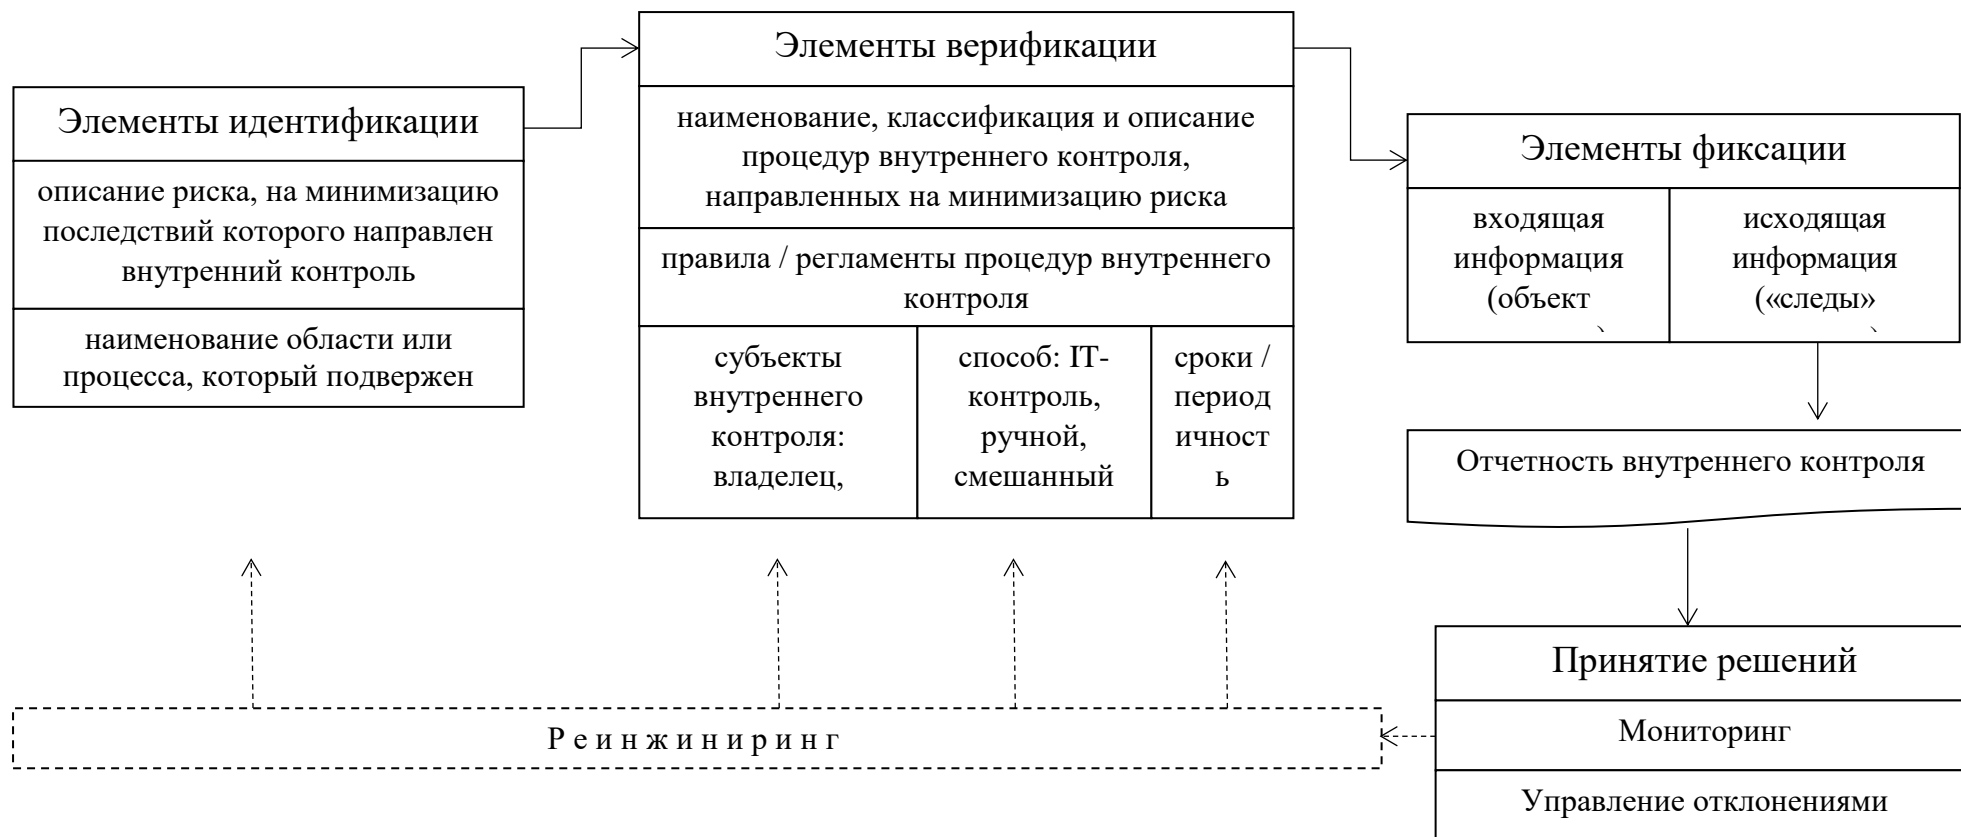 Элементы идентификации
описание риска, на минимизацию
последствий которого направлен
внутренний контроль
наименование области или
процесса, который подвержен
Элементы верификации
наименование, классификация и описание
процедур внутреннего контроля,
направленных на минимизацию риска
правила / регламенты процедур внутреннего
контроля
субъекты
внутреннего
контроля:
владелец,
способ: IT-
контроль,
ручной,
смешанный
сроки /
период
ичност
ь
Элементы фиксации
входящая
информация
(объект
исходящая
информация
(«следы»
Отчетность внутреннего контроля
Принятие решений
Мониторинг
Управление отклонениями
Реинжиниринг